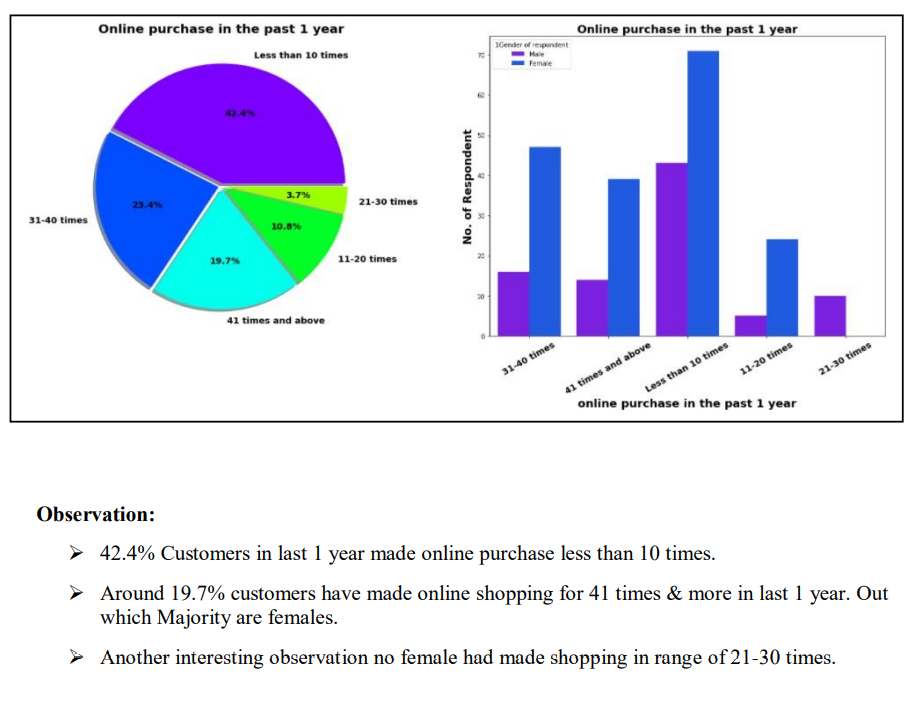 Online purchase in the past 1 year
Less than 10 times
42.4%
31-40 times
23.4%
41 times and above
19.7%
11-20 times
10.8%
21-30 times
3.7%
Online purchase in the past 1 year
1Gender of respondent
Male
Female
No. of Respondent
70
60
50
40
30
20
10
0
31-40 times
41 times and above
Less than 10 times
11-20 times
21-30 times
online purchase in the past 1 year
Observation:
➢ 42.4% Customers in last 1 year made online purchase less than 10 times.
➢ Around 19.7% customers have made online shopping for 41 times & more in last 1 year. Out
which Majority are females.
➢ Another interesting observation no female had made shopping in range of 21-30 times.